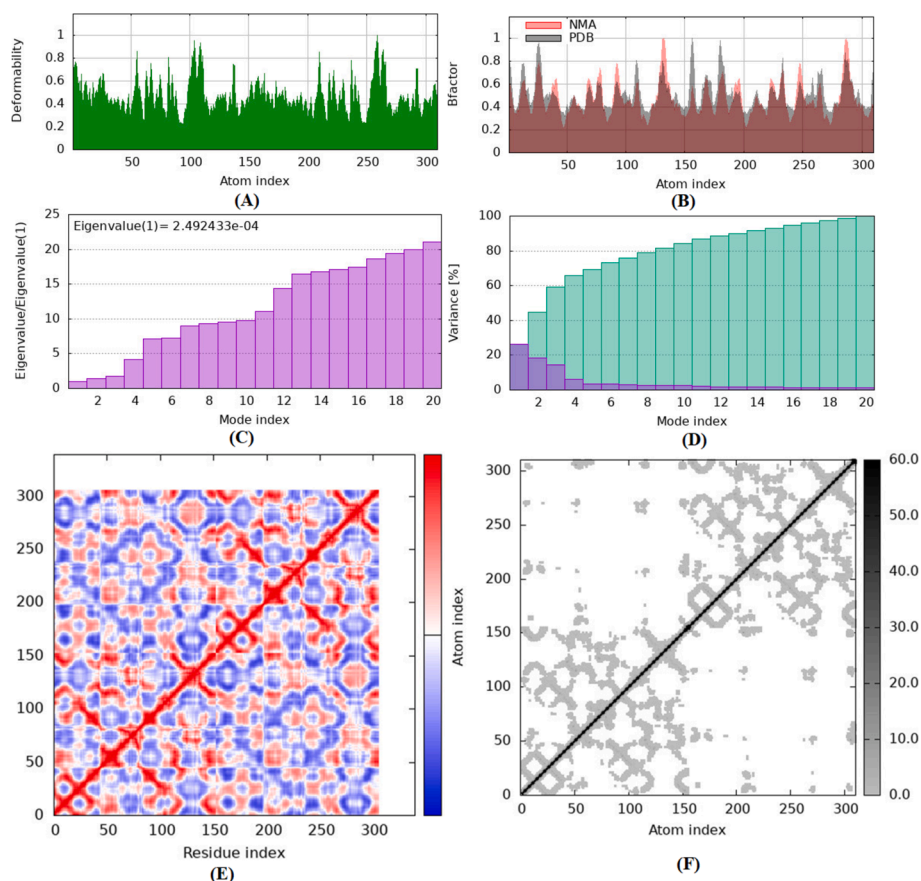 Deformability
1
0.8
0.6
0.4
0.2
0
50 100 150 200 250 300
Atom index
(A)
Bfactor
NMA
PDB
1
0.8
0.6
0.4
0.2
0
50 100 150 200 250 300
Atom index
(B)
Eigenvalue/Eigenvalue(1)
Eigenvalue(1)= 2.492433e-04
25
20
15
10
5
0
2 4 6 8 10 12 14 16 18 20
Mode index
(C)
Variance [%]
100
80
60
40
20
0
2 4 6 8 10 12 14 16 18 20
Mode index
(D)
300
250
200
150
100
50
0
0 50 100 150 200 250 300
Residue index
(E)
Atom index
300
250
200
150
100
50
0
0 50 100 150 200 250 300
Atom index
60.0
50.0
40.0
30.0
20.0
10.0
0.0
(F)